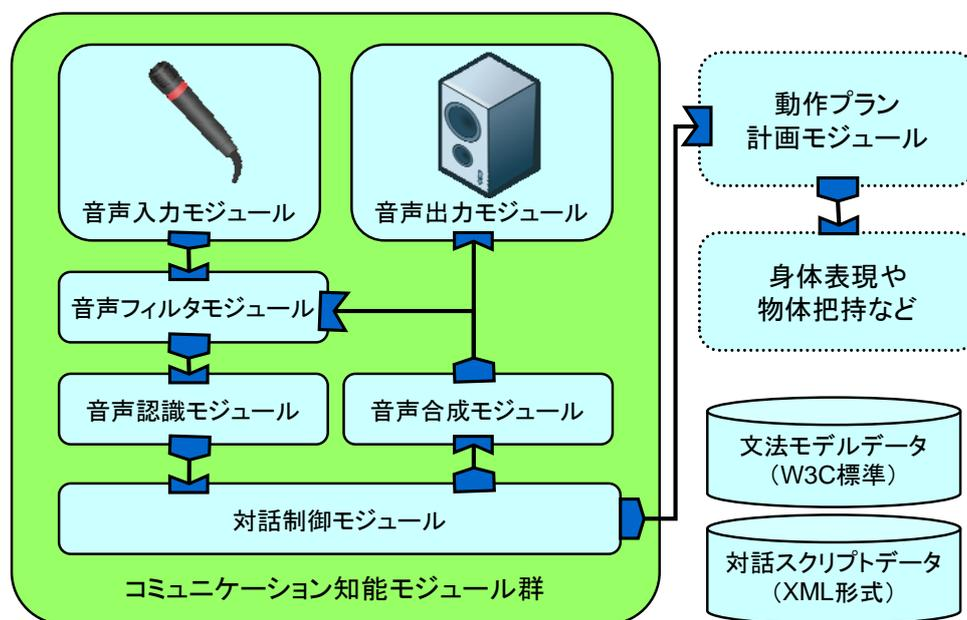 音声入力モジュール
音声出力モジュール
音声フィルタモジュール
音声認識モジュール
音声合成モジュール
対話制御モジュール
コミュニケーション知能モジュール群
動作プラン
計画モジュール
身体表現や
物体把持など
文法モデルデータ
（W3C標準）
対話スクリプトデータ
（XML形式）